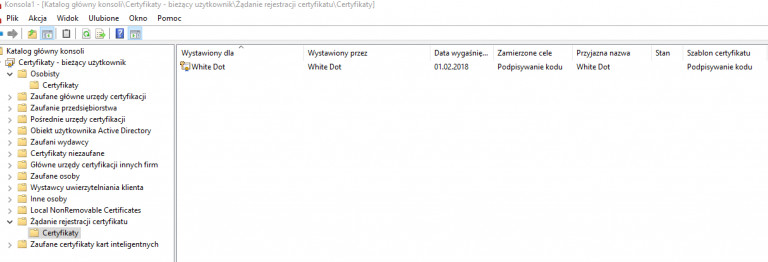 Konsola1 - [Katalog główny konsoli\Certyfikaty - bieżący uzytkownik\Żądanie rejestracji certyfikatu\Certyfikaty]
Plik Akcja Widok Ulubione Okno Pomoc
Katalog główny konsoli
Certyfikaty - bieżący uzytkownik
Osobisty
Certyfikaty
Zaufane główne urzędy certyfikacji
Zaufanie przedsiębiorstwa
Pośrednie urzędy certyfikacji
Obiekt użytkownika Active Directory
Zaufani wydawcy
Certyfikaty niezaufane
Główne urzędy certyfikacji innych firm
Zaufane osoby
Wystawcy uwierzytelniania klienta
Inne osoby
Local NonRemovable Certificates
Żądanie rejestracji certyfikatu
Certyfikaty
Zaufane certyfikaty kart inteligentnych
Wystawiony dla Wystawiony przez Data wygaśnię... Zamierzone cele Przyjazna nazwa Stan Szablon certyfikatu
White Dot White Dot 01.02.2018 Podpisywanie kodu White Dot Podpisywanie kodu